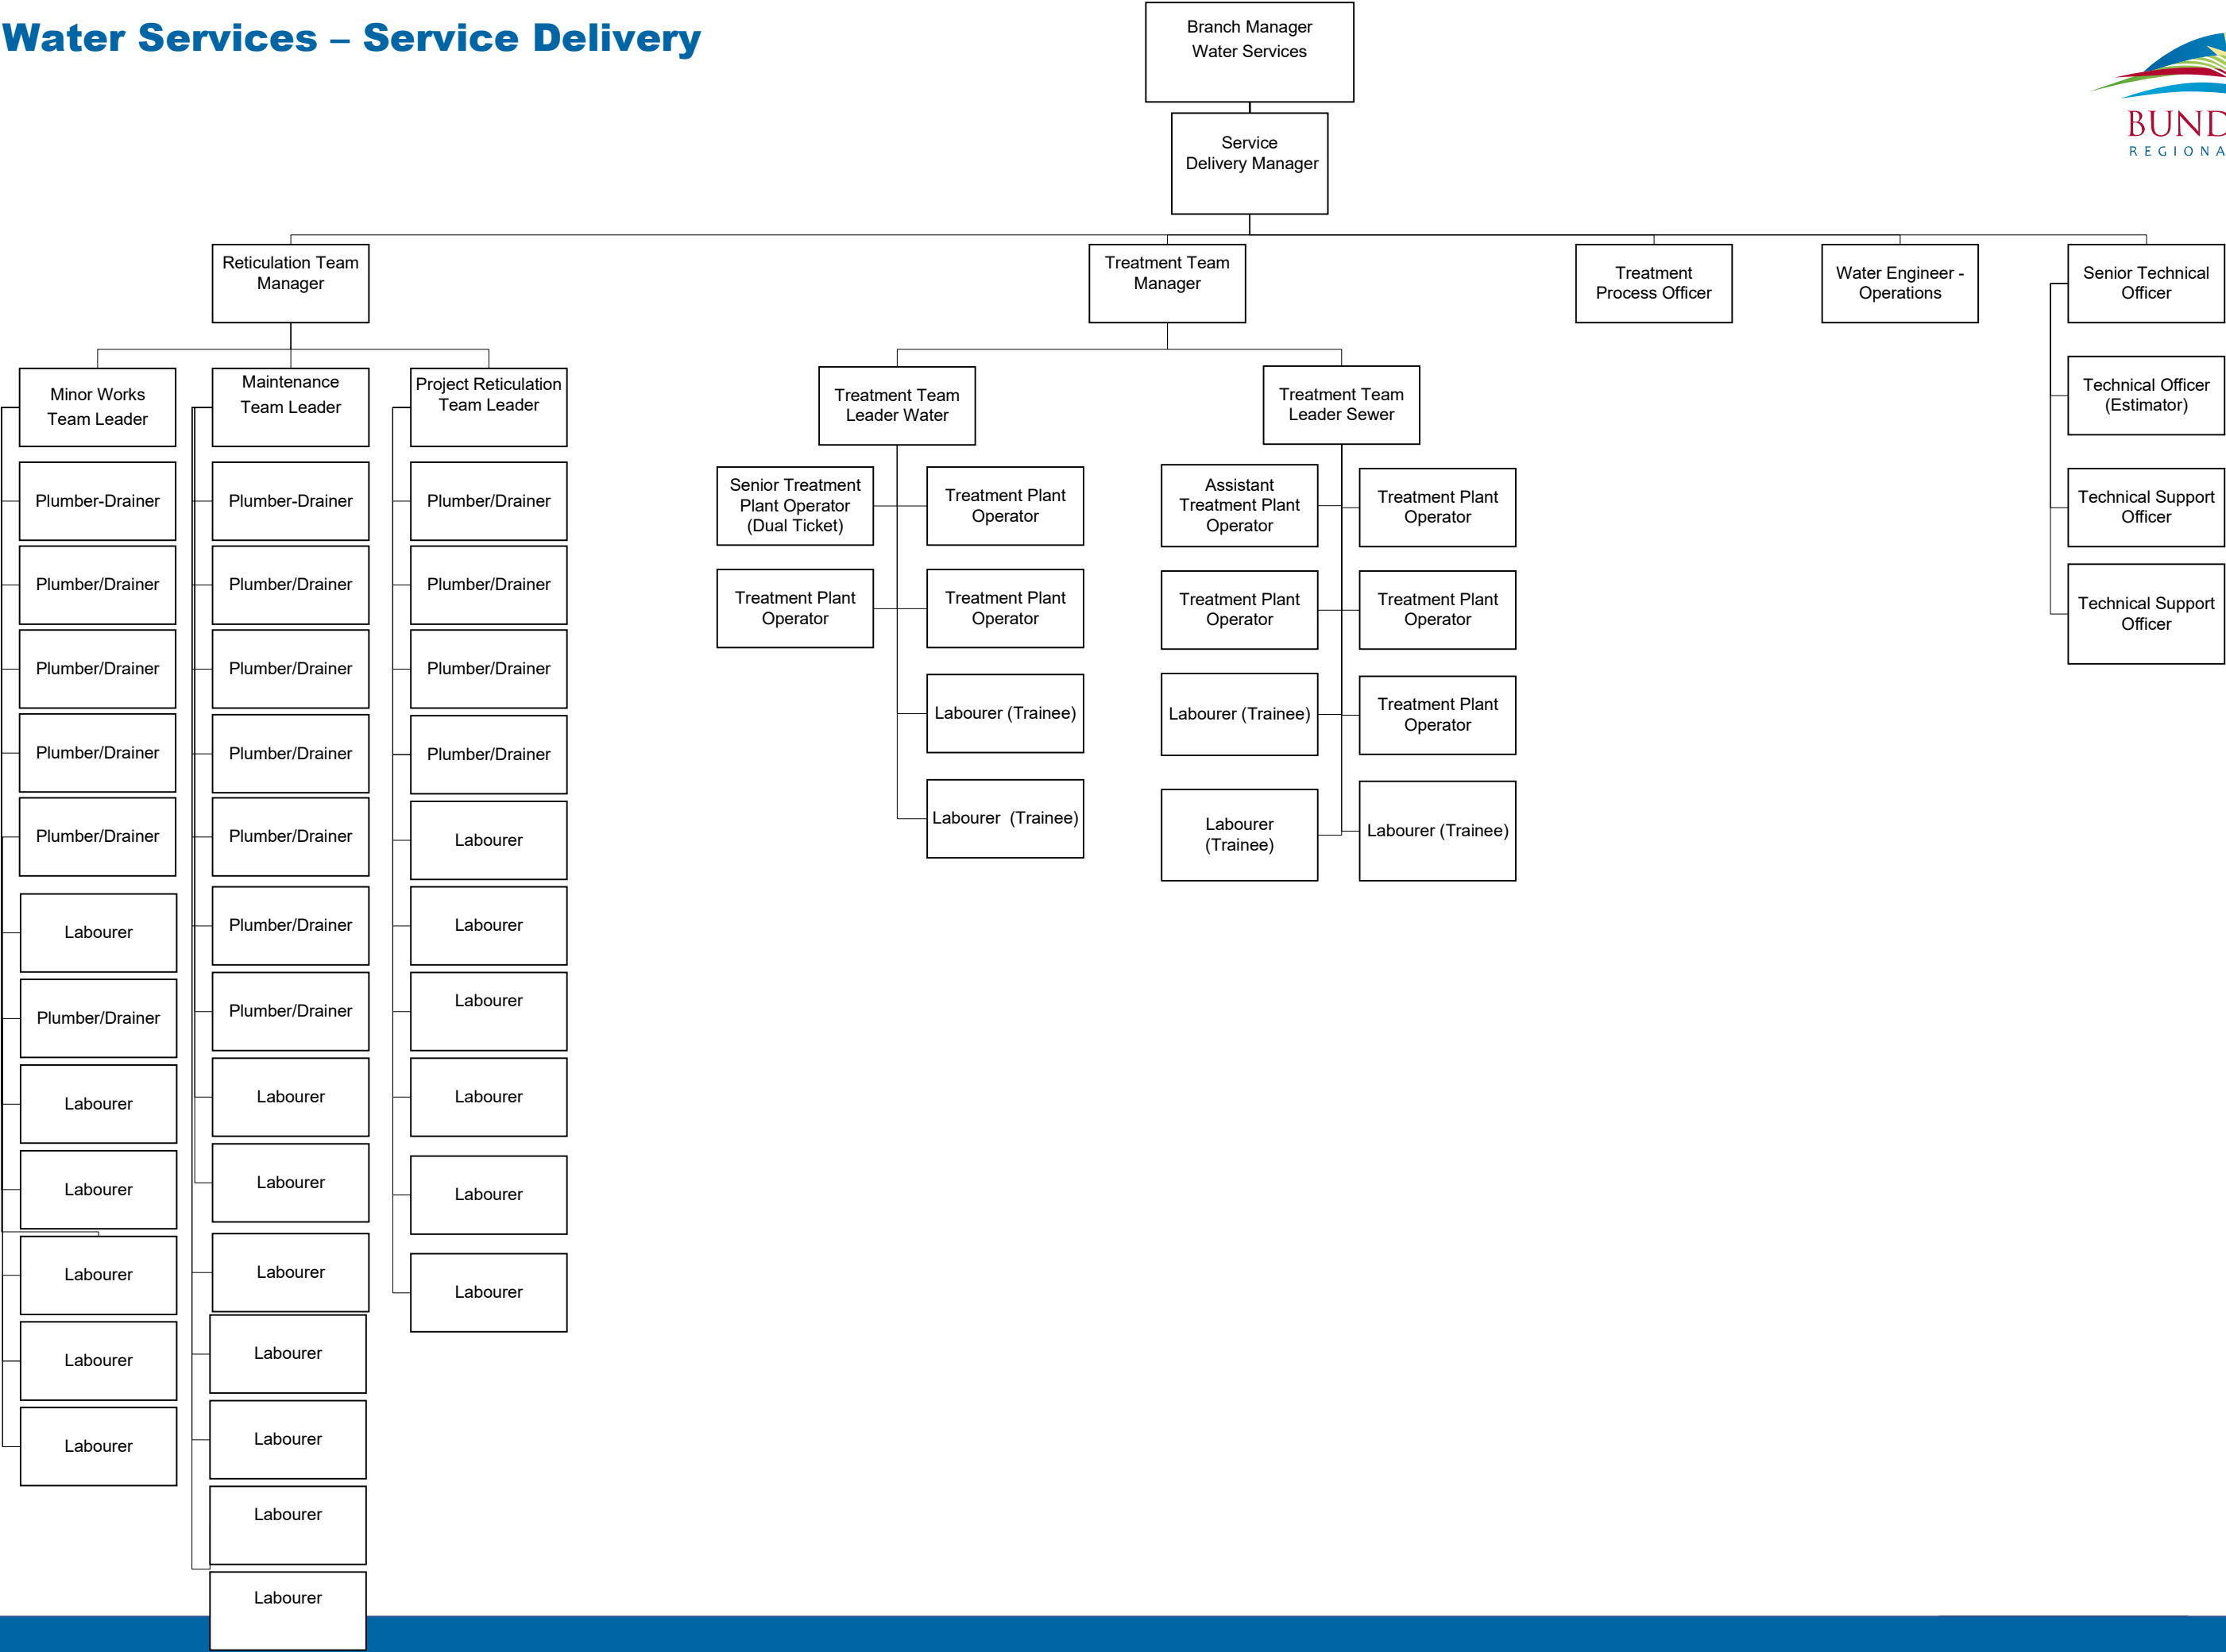 Water Services – Service Delivery
Branch Manager
Water Services
Service
Delivery Manager
BUND
REGIONA
Reticulation Team
Manager
Treatment Team
Manager
Treatment
Process Officer
Water Engineer -
Operations
Senior Technical
Officer
Minor Works
Team Leader
Plumber-Drainer
Plumber/Drainer
Plumber/Drainer
Plumber/Drainer
Plumber/Drainer
Labourer
Plumber/Drainer
Labourer
Labourer
Labourer
Labourer
Labourer
Maintenance
Team Leader
Plumber-Drainer
Plumber/Drainer
Plumber/Drainer
Plumber/Drainer
Plumber/Drainer
Plumber/Drainer
Plumber/Drainer
Labourer
Labourer
Labourer
Labourer
Labourer
Labourer
Labourer
Project Reticulation
Team Leader
Plumber/Drainer
Plumber/Drainer
Plumber/Drainer
Plumber/Drainer
Labourer
Labourer
Labourer
Labourer
Labourer
Labourer
Treatment Team
Leader Water
Senior Treatment
Plant Operator
(Dual Ticket)
Treatment Plant
Operator
Treatment Plant
Operator
Treatment Plant
Operator
Labourer (Trainee)
Labourer (Trainee)
Treatment Team
Leader Sewer
Assistant
Treatment Plant
Operator
Treatment Plant
Operator
Treatment Plant
Operator
Treatment Plant
Operator
Labourer (Trainee)
Treatment Plant
Operator
Labourer
(Trainee)
Labourer (Trainee)
Technical Officer
(Estimator)
Technical Support
Officer
Technical Support
Officer